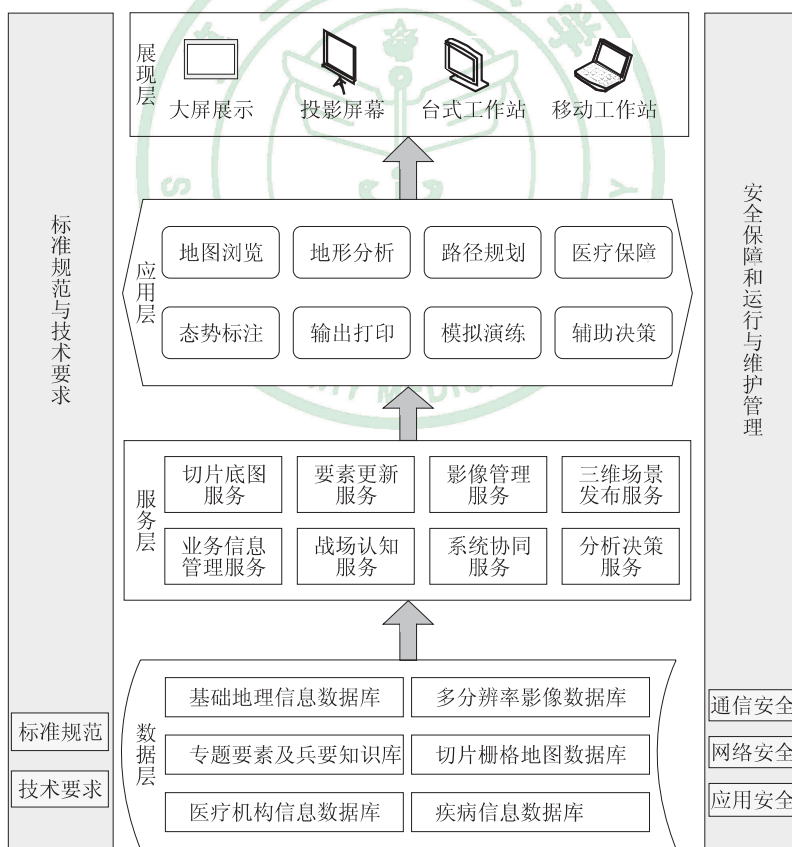 标准规范与技术要求
标准规范
技术要求
展现层
大屏展示
投影屏幕
台式工作站
移动工作站
应用层
地图浏览
地形分析
路径规划
医疗保障
态势标注
输出打印
模拟演练
辅助决策
服务层
切片底图
服务
要素更新
服务
影像管理
服务
三维场景
发布服务
业务信息
管理服务
战场认知
服务
系统协同
服务
分析决策
服务
数据层
基础地理信息数据库
多分辨率影像数据库
专题要素及兵要知识库
切片栅格地图数据库
医疗机构信息数据库
疾病信息数据库
安全保障和运行与维护管理
通信安全
网络安全
应用安全